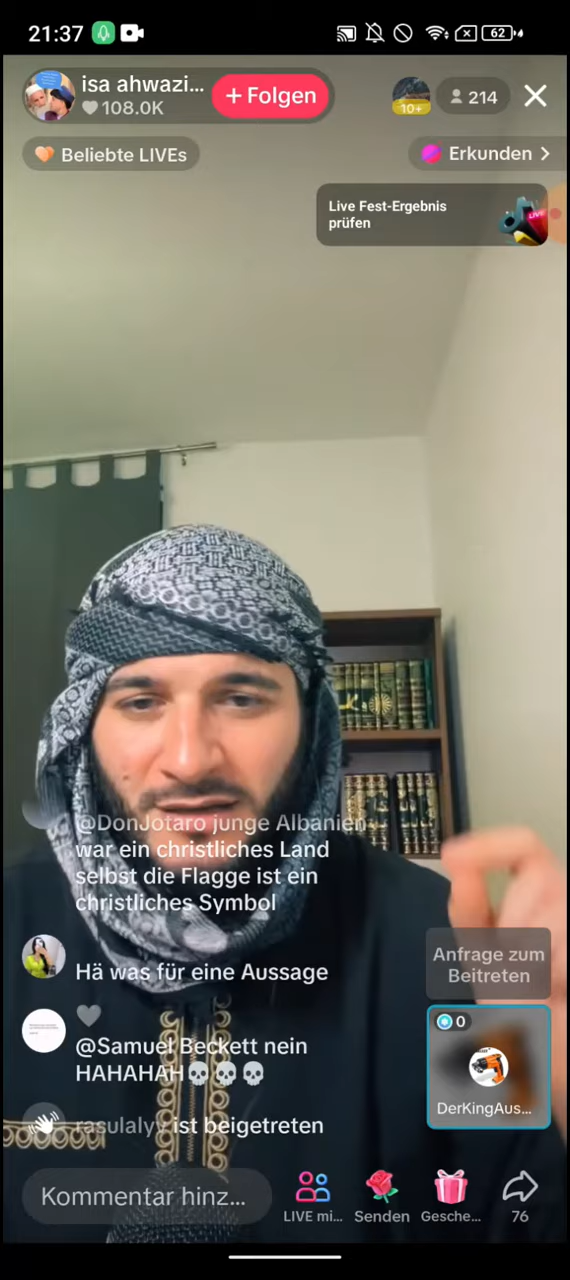 21:37
62
isa ahwazi...
108.0K
+ Folgen
10+
214
Beliebte LIVEs
Erkunden
Live Fest-Ergebnis
prüfen
LIVE
@DonJotaro junge Albanien
war ein christliches Land
selbst die Flagge ist ein
christliches Symbol
Hä was für eine Aussage
@Samuel Beckett nein
HAHAHAH💀💀💀
rasulalyv ist beigetreten
Anfrage zum
Beitreten
0
DerKingAus...
Kommentar hinz...
LIVE mi...
Senden
Gesche...
76